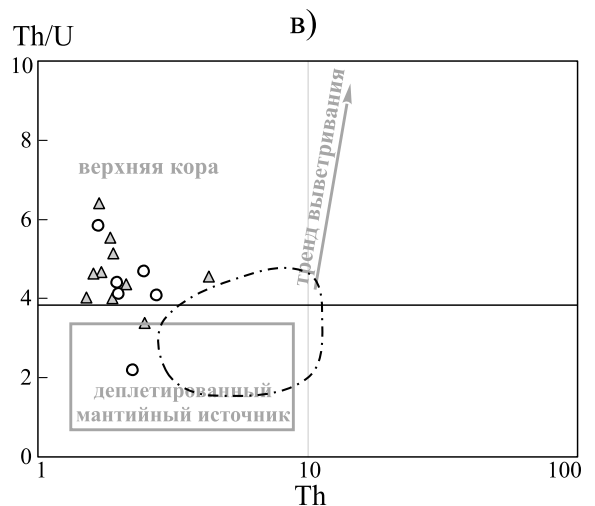 в)
Th/U
10
8
6
4
2
0
верхняя кора
тренд выветривания
деплетированный
мантийный источник
1
10
100
Th